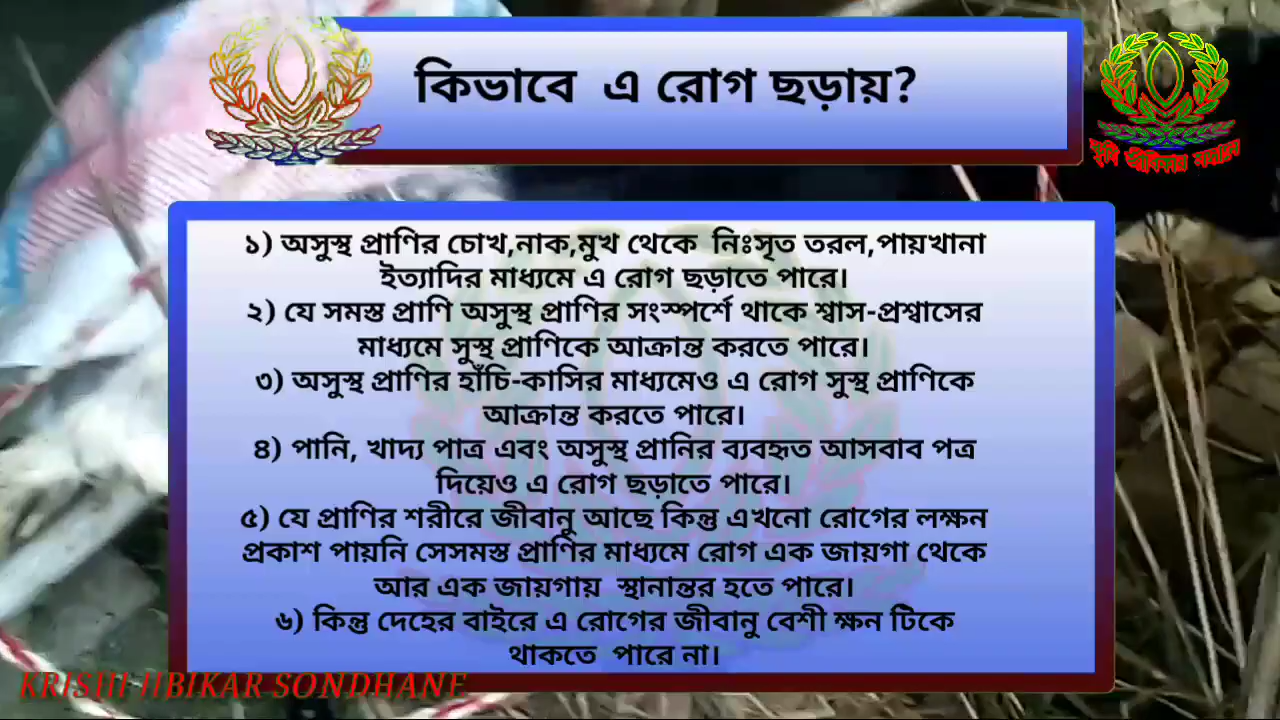 কিভাবে এ রোগ ছড়ায়?
কৃষি জীবিকার সন্ধানে
১) অসুস্থ প্রাণির চোখ,নাক,মুখ থেকে নিঃসৃত তরল,পায়খানা
ইত্যাদির মাধ্যমে এ রোগ ছড়াতে পারে।
২) যে সমস্ত প্রাণি অসুস্থ প্রাণির সংস্পর্শে থাকে শ্বাস-প্রশ্বাসের
মাধ্যমে সুস্থ প্রাণিকে আক্রান্ত করতে পারে।
৩) অসুস্থ প্রাণির হাঁচি-কাসির মাধ্যমেও এ রোগ সুস্থ প্রাণিকে
আক্রান্ত করতে পারে।
৪) পানি, খাদ্য পাত্র এবং অসুস্থ প্রানির ব্যবহৃত আসবাব পত্র
দিয়েও এ রোগ ছড়াতে পারে।
৫) যে প্রাণির শরীরে জীবানু আছে কিন্তু এখনো রোগের লক্ষন
প্রকাশ পায়নি সেসমস্ত প্রাণির মাধ্যমে রোগ এক জায়গা থেকে
আর এক জায়গায় স্থানান্তর হতে পারে।
৬) কিন্তু দেহের বাইরে এ রোগের জীবানু বেশী ক্ষন টিকে
থাকতে পারে না।
KRISHI JIBIKAR SONDHANE